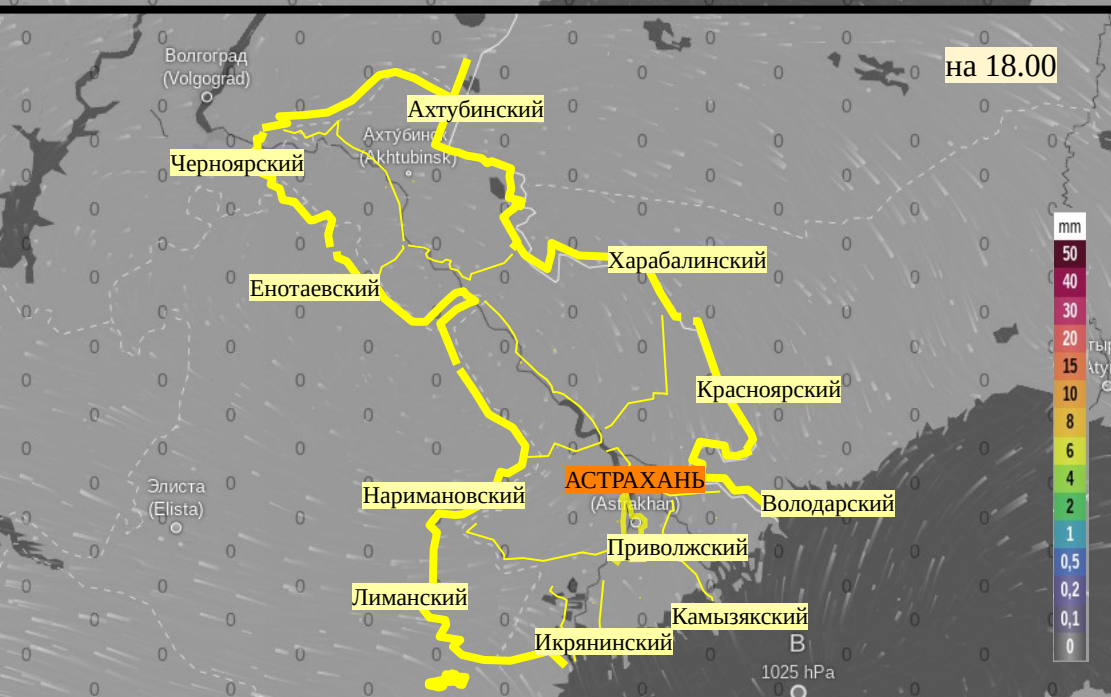 Волгоград
(Volgograd)
на 18.00
Ахтубинский
Ахтубинск
(Akhtubinsk)
Черноярский
mm
50
40
30
20
15
10
8
6
4
2
1
0,5
0,2
0,1
0
Харабалинский
Енотаевский
Красноярский
АСТРАХАНЬ
(Astrakhan)
Элиста
(Elista)
Наримановский
Володарский
Приволжский
Лиманский
Камызякский
Икрянинский
В
1025 hPa